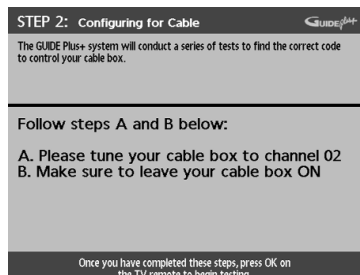 STEP 2: Configuring for Cable
GUIDE Plus+
The GUIDE Plus+ system will conduct a series of tests to find the correct code
to control your cable box.
Follow steps A and B below:
A. Please tune your cable box to channel 02
B. Make sure to leave your cable box ON
Once you have completed these steps, press OK on
the TV remote to begin testing